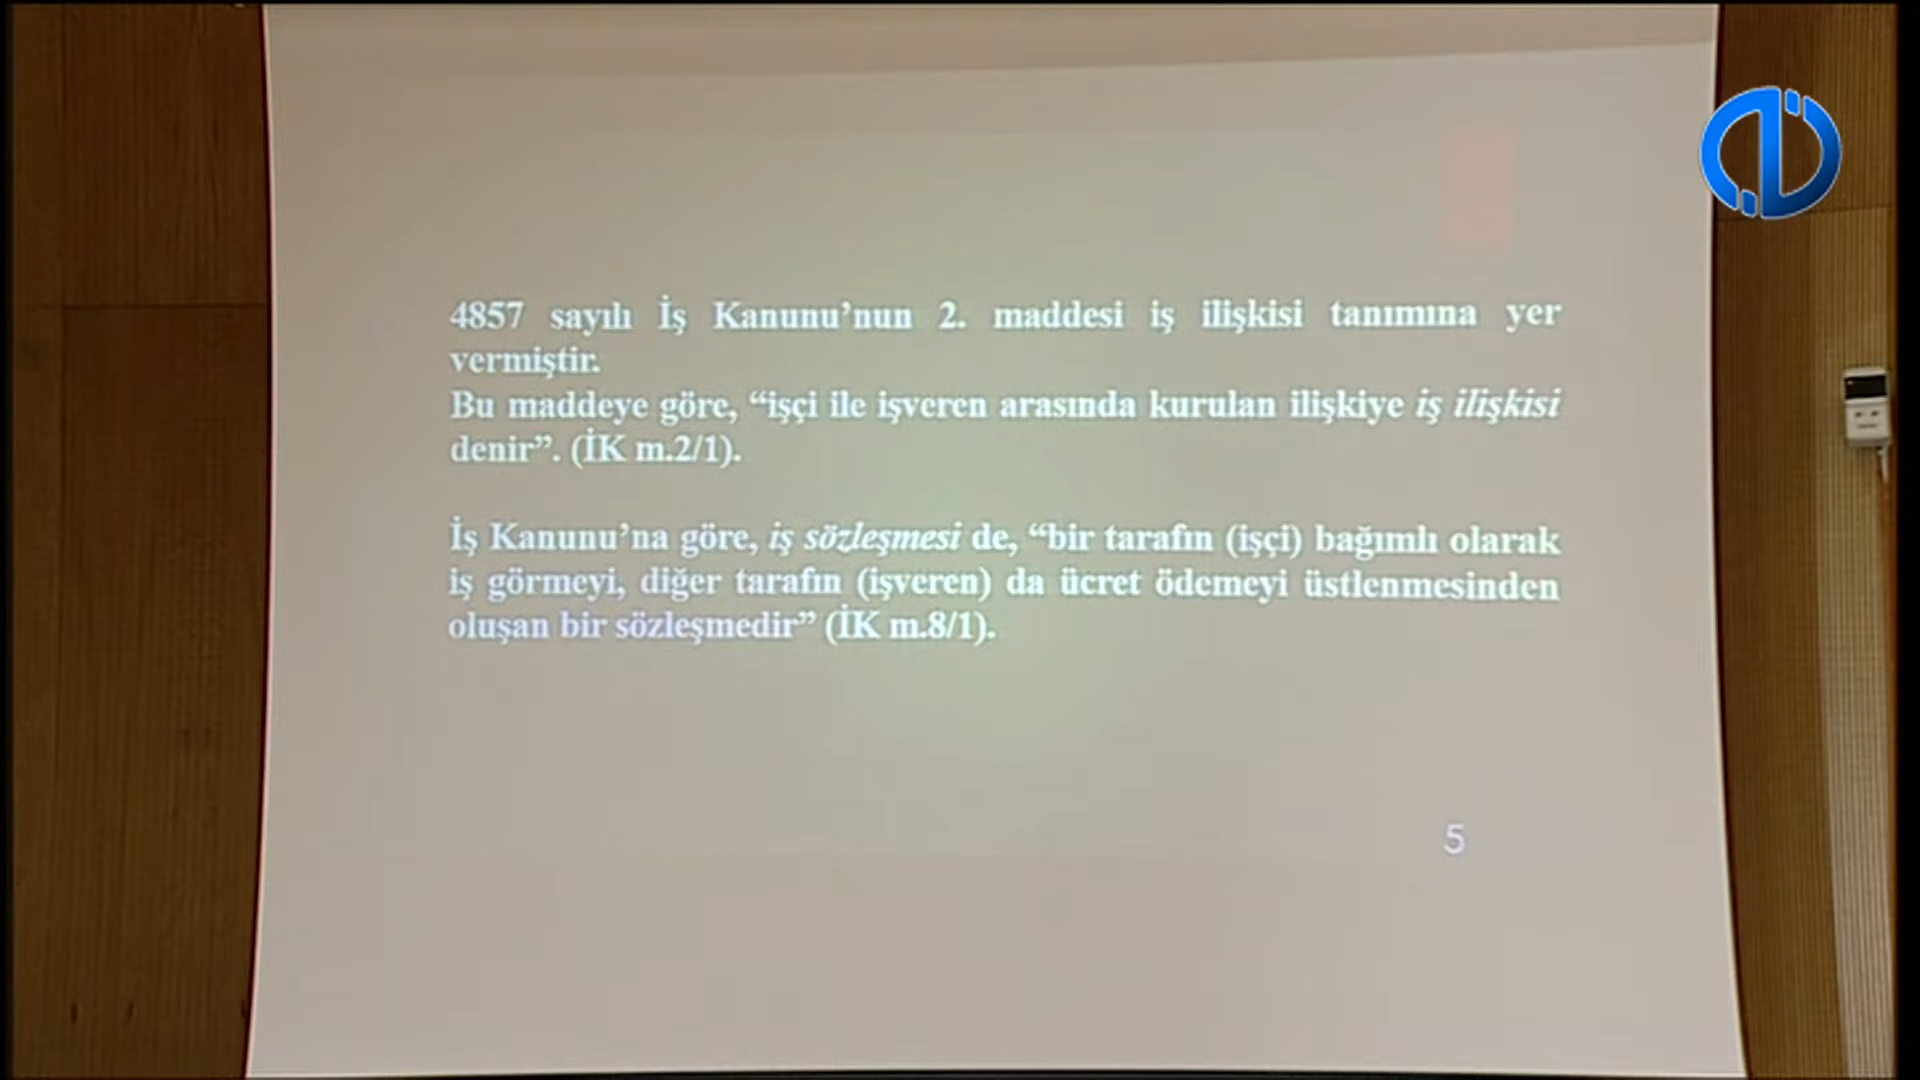 4857 sayılı İş Kanunu’nun 2. maddesi iş ilişkisi tanımına yer
vermiştir.
Bu maddeye göre, “işçi ile işveren arasında kurulan ilişkiye iş ilişkisi
denir”. (İK m.2/1).
İş Kanunu’na göre, iş sözleşmesi de, “bir tarafın (işçi) bağımlı olarak
iş görmeyi, diğer tarafın (işveren) da ücret ödemeyi üstlenmesinden
oluşan bir sözleşmedir” (İK m.8/1).
5